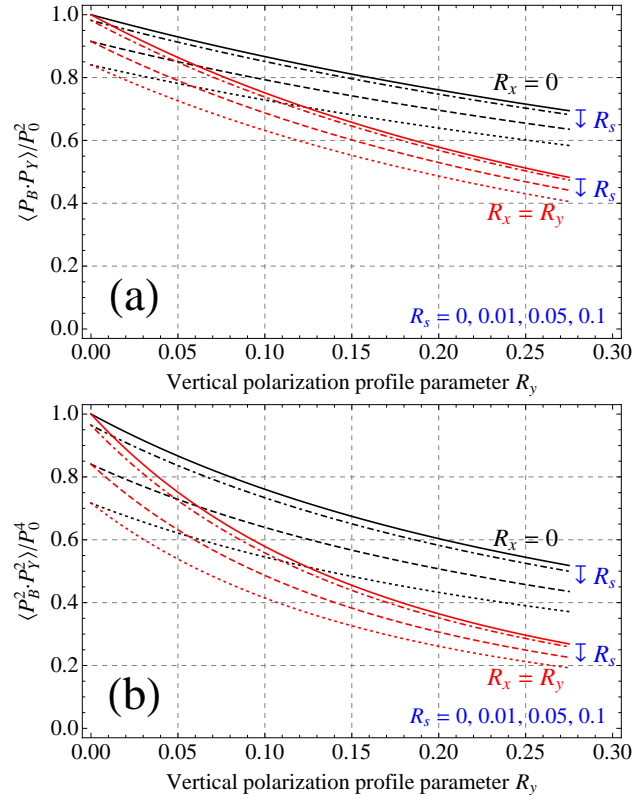 1.0
0.8
0.6
0.4
0.2
0.0
⟨P_B·P_Y⟩/P_0^2
R_x = 0
R_s
R_s
R_x = R_y
(a)
R_s = 0, 0.01, 0.05, 0.1
0.00 0.05 0.10 0.15 0.20 0.25 0.30
Vertical polarization profile parameter R_y
1.0
0.8
0.6
0.4
0.2
0.0
⟨P_B^2·P_Y^2⟩/P_0^4
R_x = 0
R_s
R_s
R_x = R_y
(b)
R_s = 0, 0.01, 0.05, 0.1
0.00 0.05 0.10 0.15 0.20 0.25 0.30
Vertical polarization profile parameter R_y